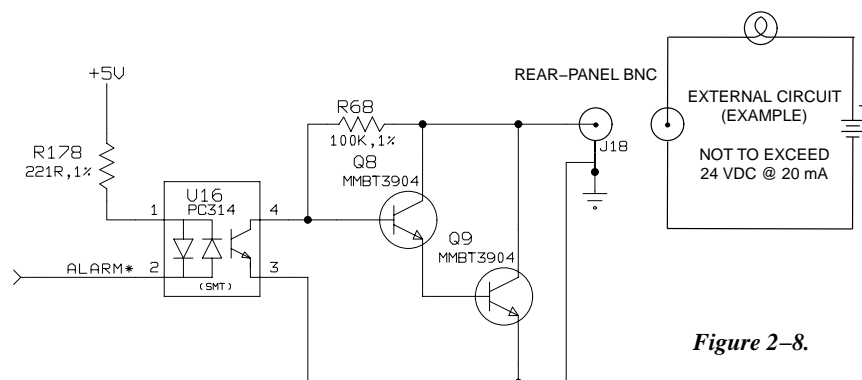 +5V
R178
221R,1%
U16
PC314
1
2
4
3
(SMT)
ALARM*
R68
100K,1%
Q8
MMBT3904
Q9
MMBT3904
REAR–PANEL BNC
J18
EXTERNAL CIRCUIT
(EXAMPLE)
NOT TO EXCEED
24 VDC @ 20 mA
+
Figure 2–8.